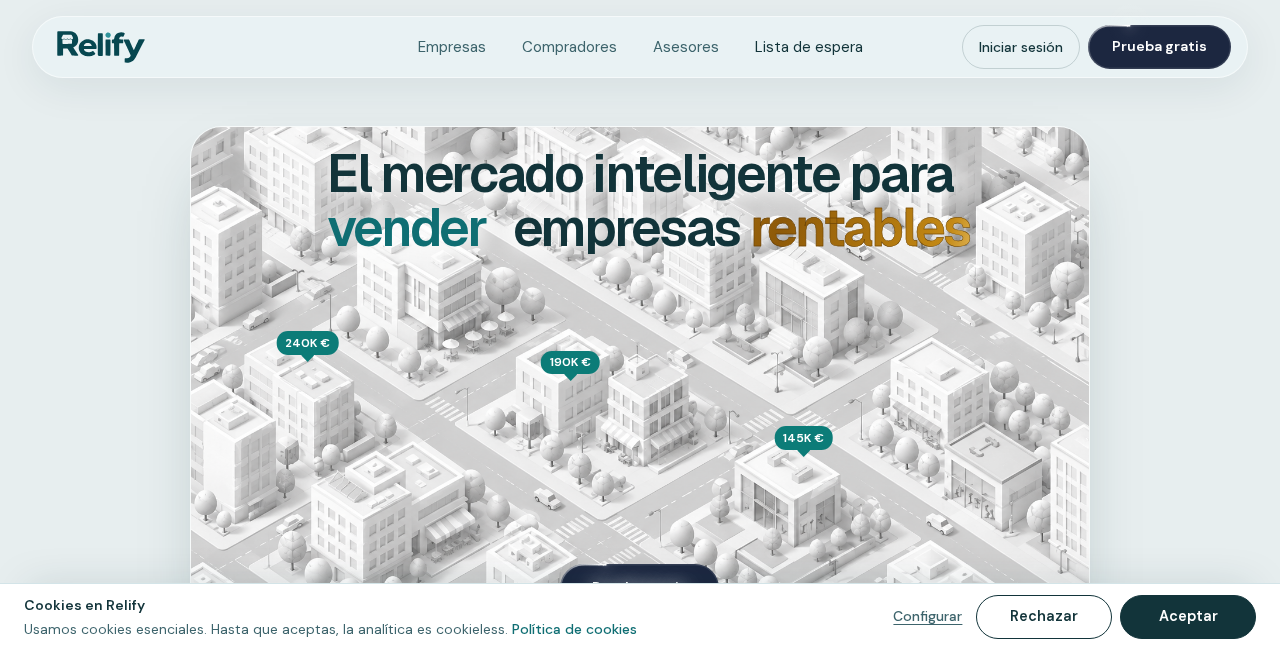 Relify
Empresas
Compradores
Asesores
Lista de espera
Iniciar sesión
Prueba gratis
El mercado inteligente para
vender empresas rentables
240K €
190K €
145K €
Cookies en Relify
Usamos cookies esenciales. Hasta que aceptas, la analítica es cookieless. Política de cookies
Configurar
Rechazar
Aceptar